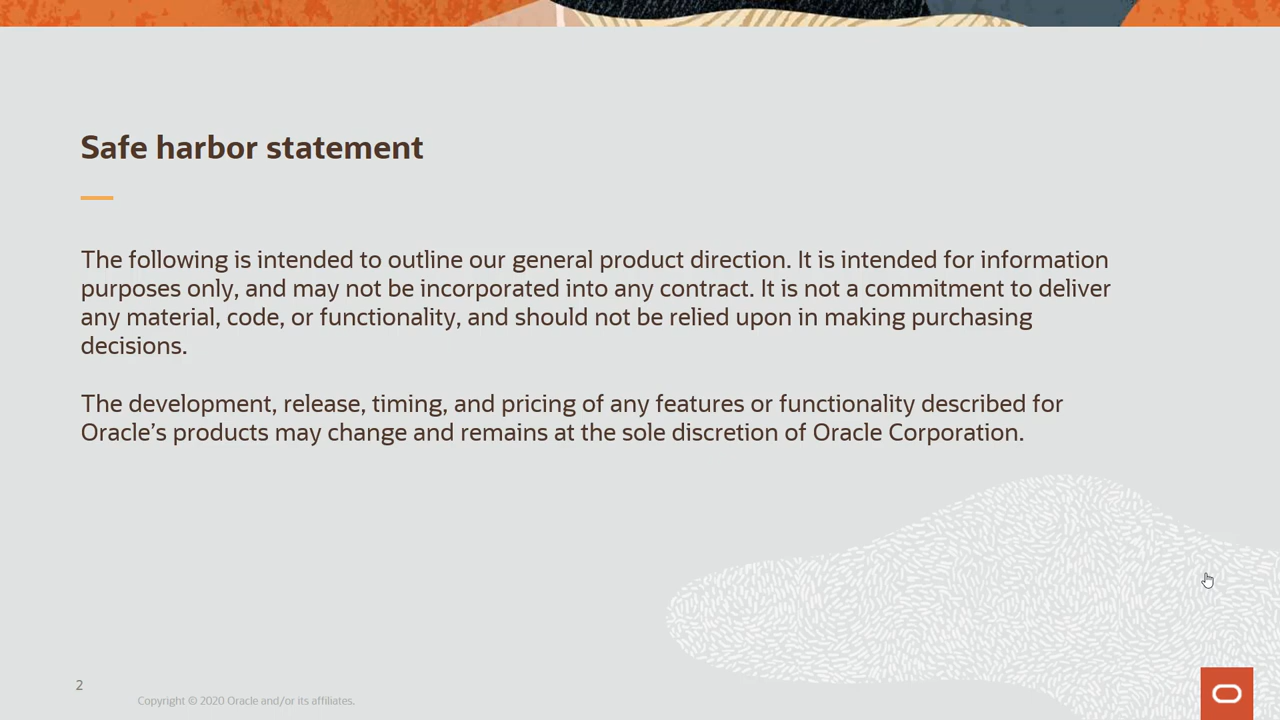 Safe harbor statement
The following is intended to outline our general product direction. It is intended for information
purposes only, and may not be incorporated into any contract. It is not a commitment to deliver
any material, code, or functionality, and should not be relied upon in making purchasing
decisions.
The development, release, timing, and pricing of any features or functionality described for
Oracle’s products may change and remains at the sole discretion of Oracle Corporation.
2
Copyright © 2020 Oracle and/or its affiliates.